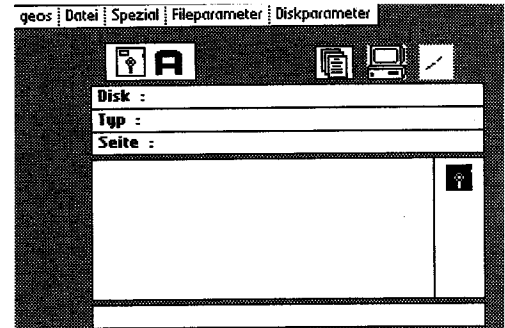 geos Datei Spezial Fileparameter Diskparameter
A
Disk :
Typ :
Seite :